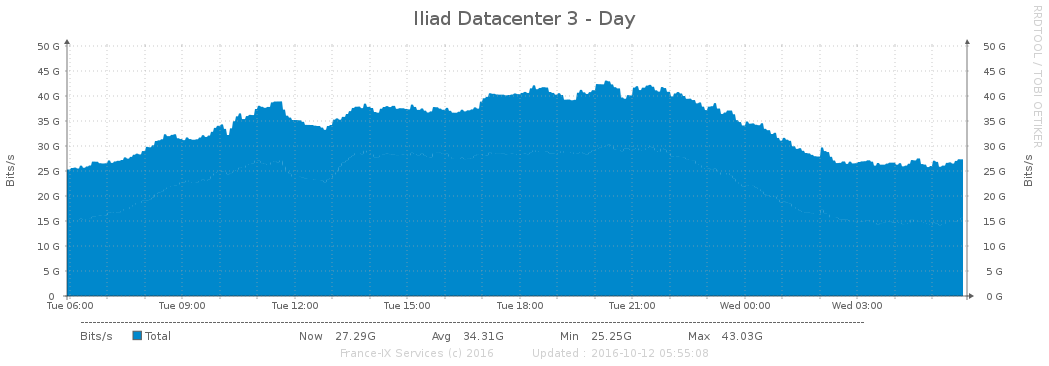 Iliad Datacenter 3 - Day
RRDTOOL / TOBI OETIKER
Bits/s
50 G 50 G
45 G 45 G
40 G 40 G
35 G 35 G
30 G 30 G
25 G 25 G
20 G 20 G
15 G 15 G
10 G 10 G
5 G 5 G
0 0 G
Bits/s
Tue 06:00 Tue 09:00 Tue 12:00 Tue 15:00 Tue 18:00 Tue 21:00 Wed 00:00 Wed 03:00
Bits/s Total Now 27.29G Avg 34.31G Min 25.25G Max 43.03G
France-IX Services (c) 2016 Updated : 2016-10-12 05:55:08